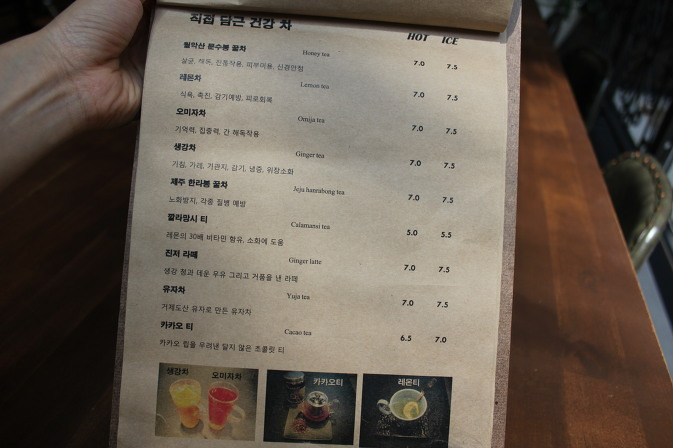 직접 담근 건강 차
HOT ICE
월악산 문수봉 꿀차 Honey tea 7.0 7.5
살균, 해독, 진통작용, 피부미용, 신경안정
레몬차 Lemon tea 7.0 7.5
식욕, 촉진, 감기예방, 피로회복
오미자차 Omija tea 7.0 7.5
기억력, 집중력, 간 해독작용
생강차 Ginger tea 7.0 7.5
기침, 가래, 기관지, 감기, 냉증, 위장소화
제주 한라봉 꿀차 Jeju hanrabong tea 7.0 7.5
노화방지, 각종 질병 예방
깔라망시 티 Calamansi tea 5.0 5.5
레몬의 30배 비타민 함유, 소화에 도움
진저 라떼 Ginger latte 7.0 7.5
생강 청과 데운 우유 그리고 거품을 낸 라떼
유자차 Yuja tea 7.0 7.5
거제도산 유자로 만든 유자차
카카오 티 Cacao tea 6.5 7.0
카카오 립을 우려낸 달지 않은 초콜릿 티
생강차 오미자차
카카오티
레몬티